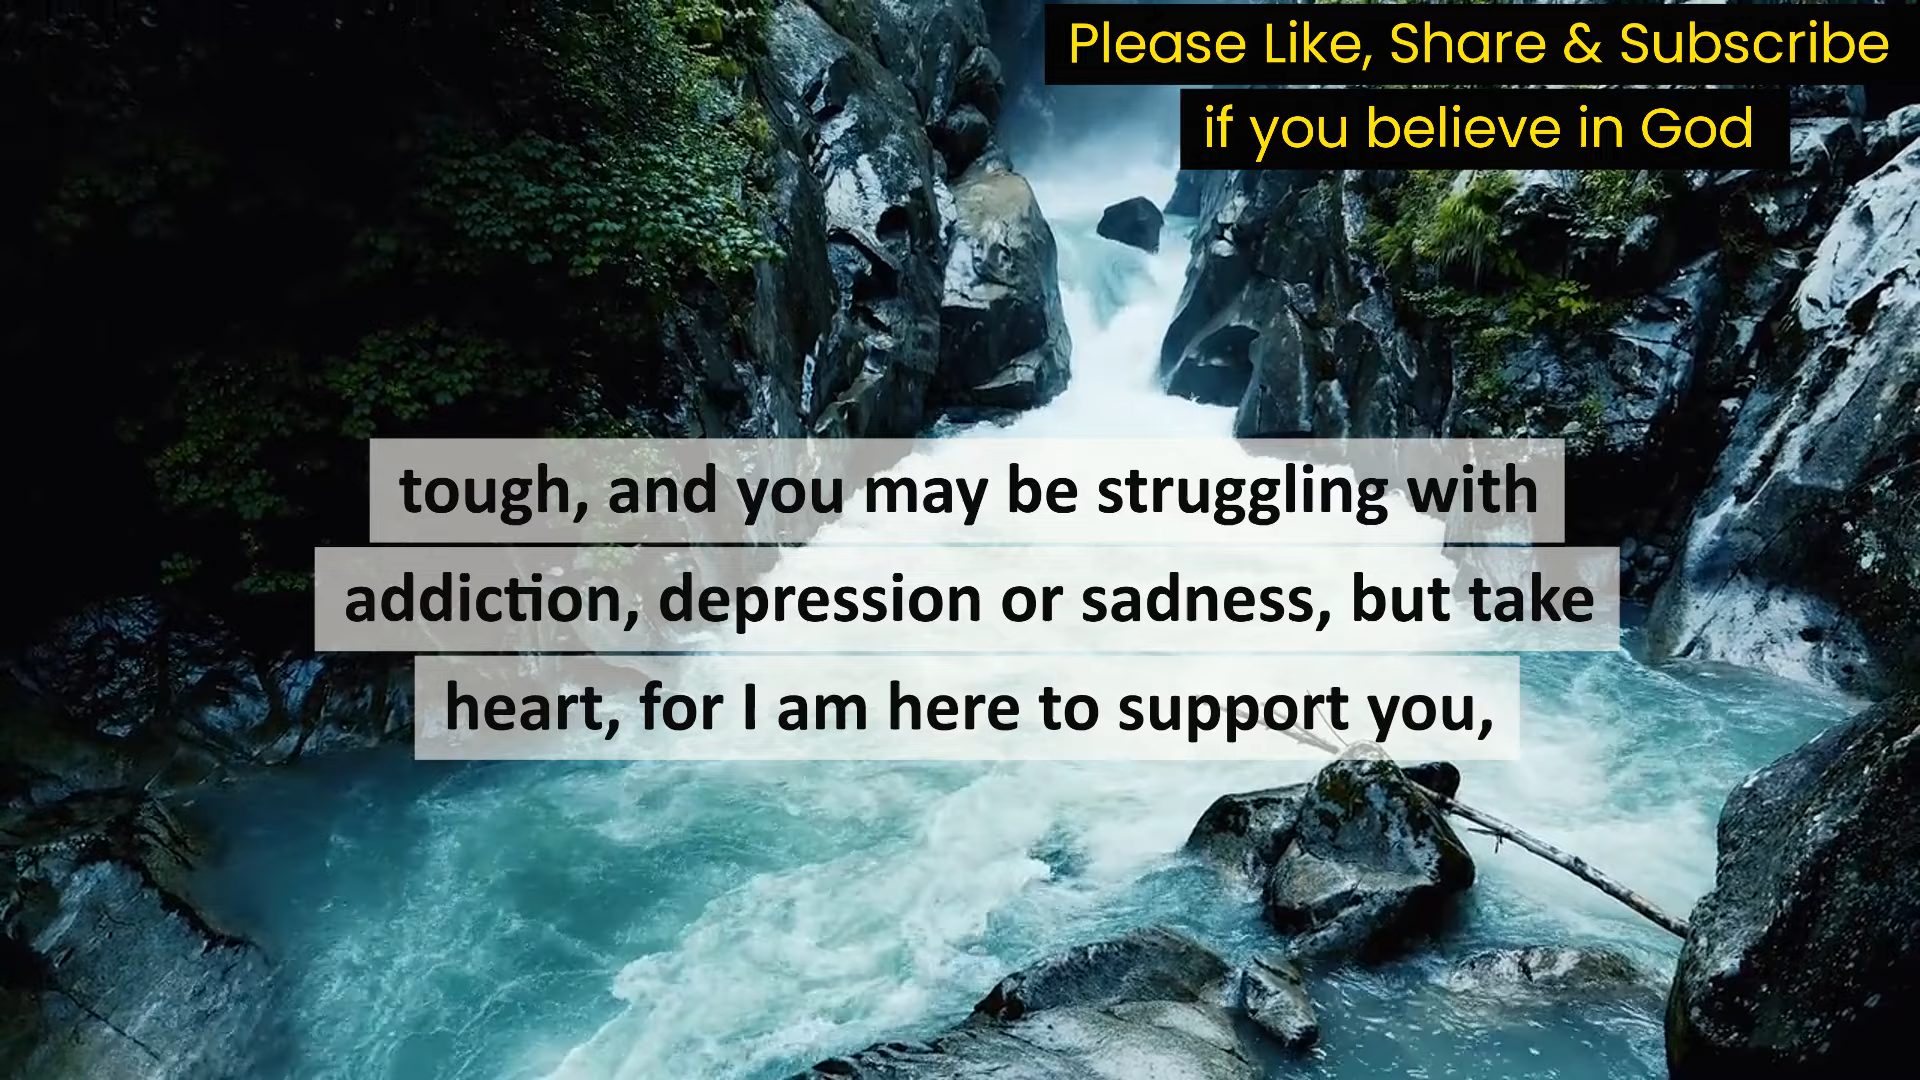 Please Like, Share & Subscribe
if you believe in God
tough, and you may be struggling with
addiction, depression or sadness, but take
heart, for I am here to support you,